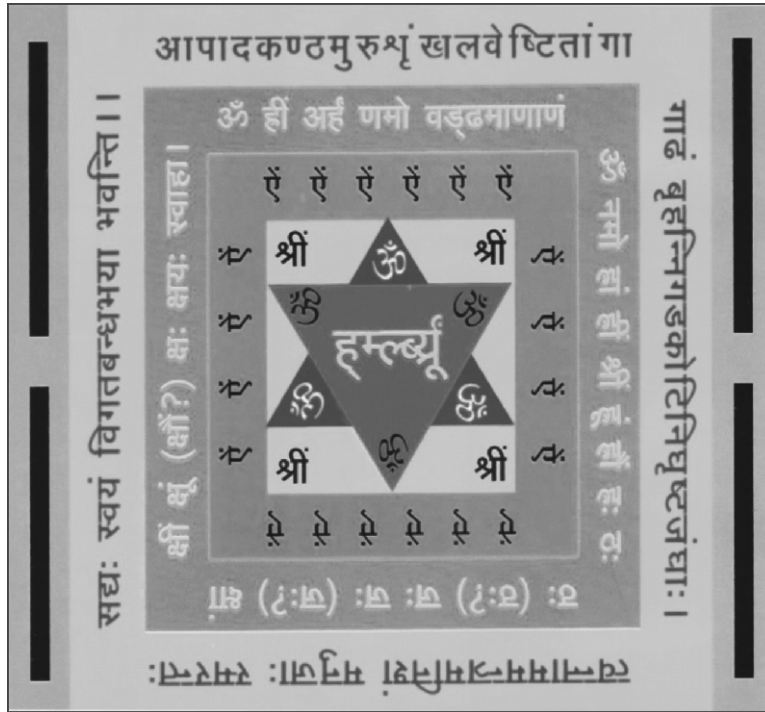 आपादकण्ठमुरुशृंखलवेष्टितांगा
गाढं बृहन्निगडकोटिनिघृष्टजंघाः।
त्वन्नाममन्त्रमनिशं मनुजाः स्मरन्तः
सद्यः स्वयं विगतबन्धभया भवन्ति।।
ॐ ह्रीं अर्हं णमो वड्ढमाणाणं
ॐ नमो ह्रां ह्रीं श्रीं ह्रूं ह्रौं ह्रः ठः
ठः (ठः?) जः जः (जः?) क्षां
क्षीं क्षूं (क्षौं?) क्षः क्षयः स्वाहा।
ऐं ऐं ऐं ऐं ऐं ऐं
ऐं ऐं ऐं ऐं
ऐं ऐं ऐं ऐं ऐं ऐं
ऐं ऐं ऐं ऐं
श्रीं ॐ श्रीं
ॐ ॐ
ह्म्ल्ब्र्यूं
ॐ ॐ
श्रीं ॐ श्रीं